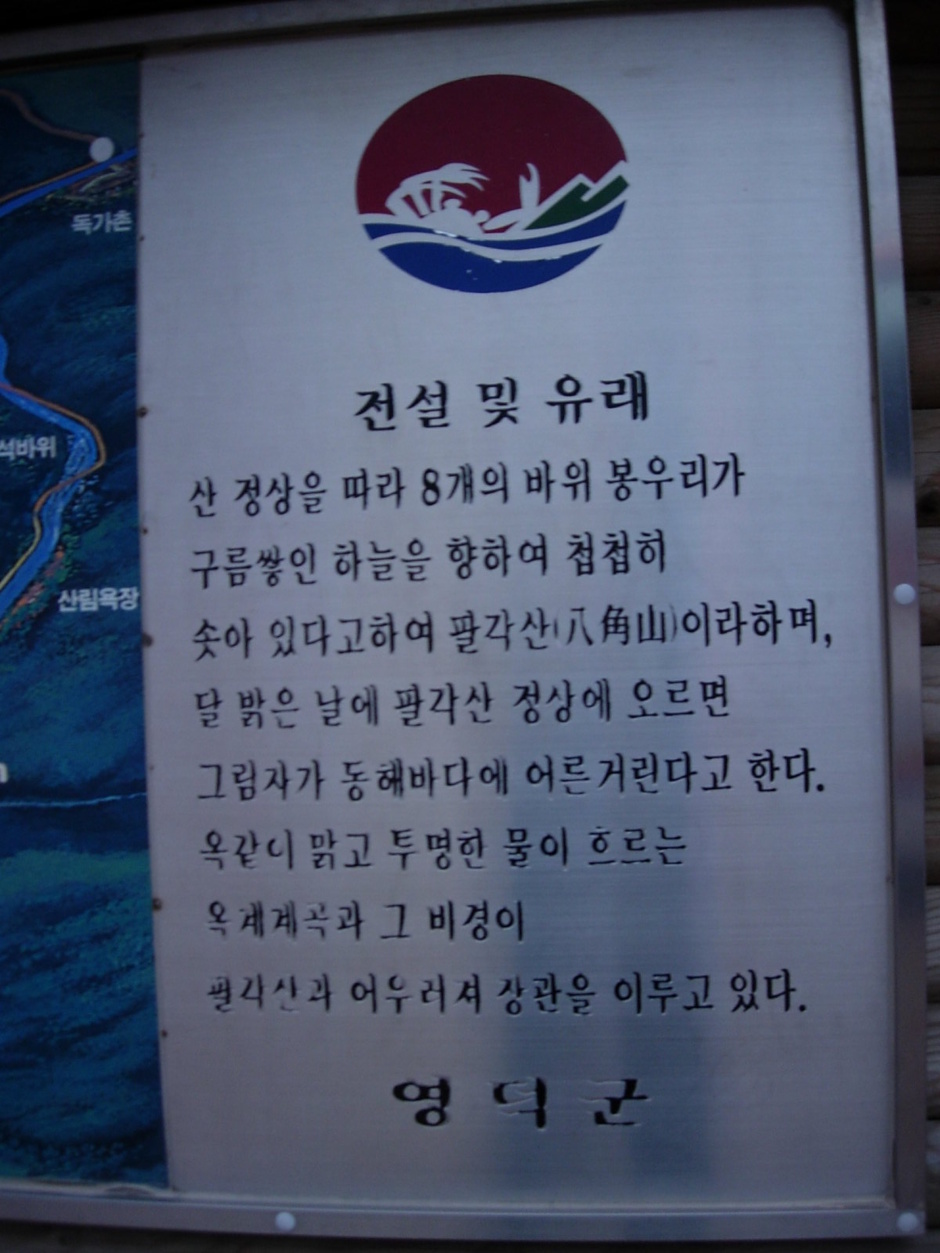 독가촌
석바위
산림욕장
전설 및 유래
산 정상을 따라 8개의 바위 봉우리가
구름쌓인 하늘을 향하여 첩첩히
솟아 있다고하여 팔각산(八角山)이라하며,
달 밝은 날에 팔각산 정상에 오르면
그림자가 동해바다에 어른거린다고 한다.
옥같이 맑고 투명한 물이 흐르는
옥계계곡과 그 비경이
팔각산과 어우러져 장관을 이루고 있다.
영덕군